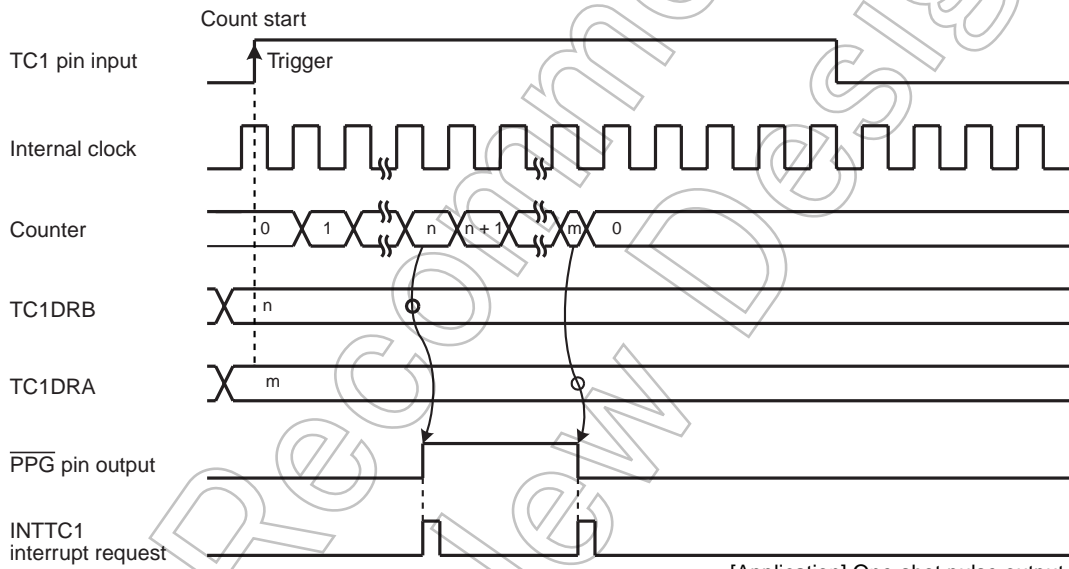 Count start
TC1 pin input
Trigger
Internal clock
Counter
0 1 n n + 1 m 0
TC1DRB
n
TC1DRA
m
PPG pin output
INTTC1
interrupt request